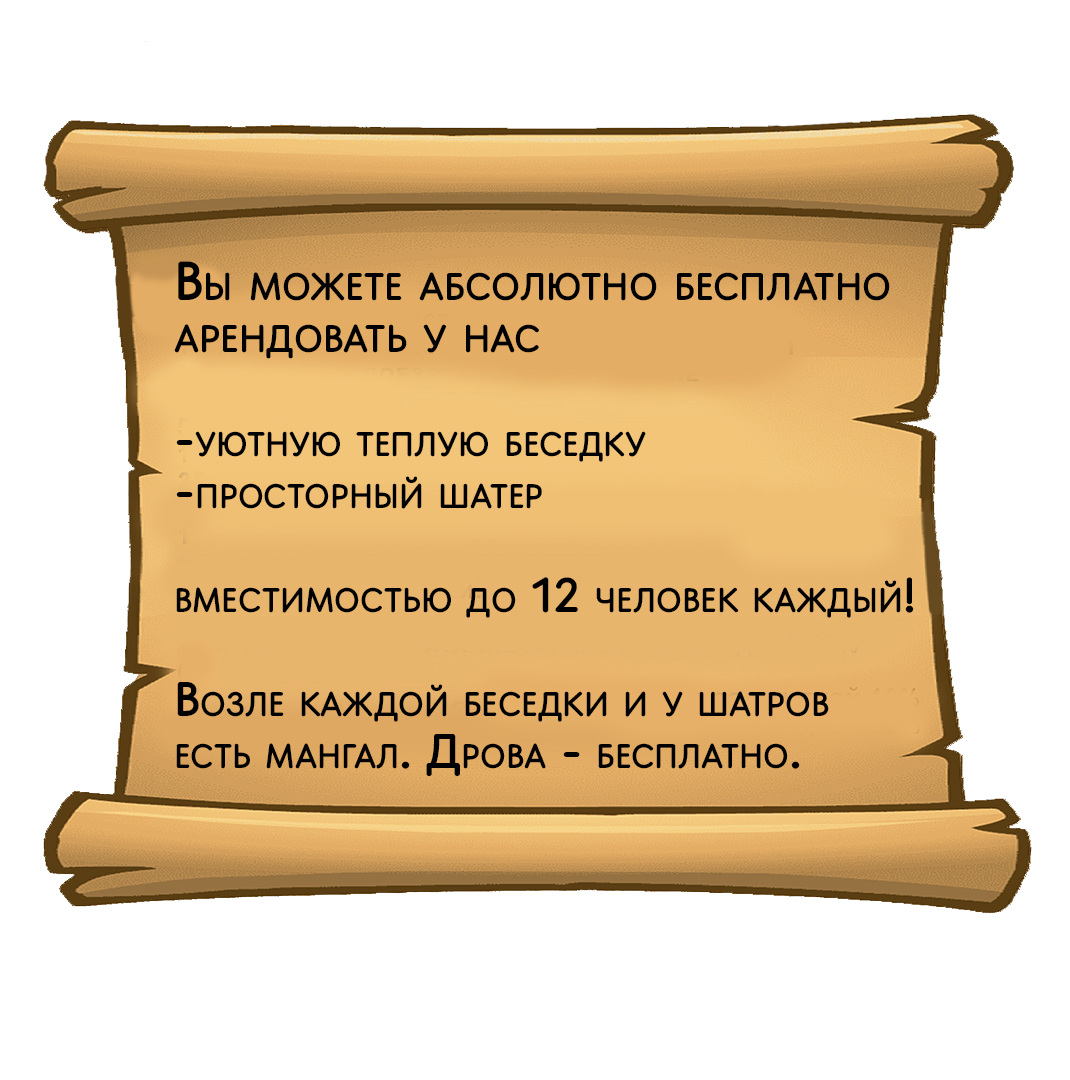 Вы можете абсолютно бесплатно
арендовать у нас
-уютную теплую беседку
-просторный шатер
вместимостью до 12 человек каждый!
Возле каждой беседки и у шатров
есть мангал. Дрова - бесплатно.